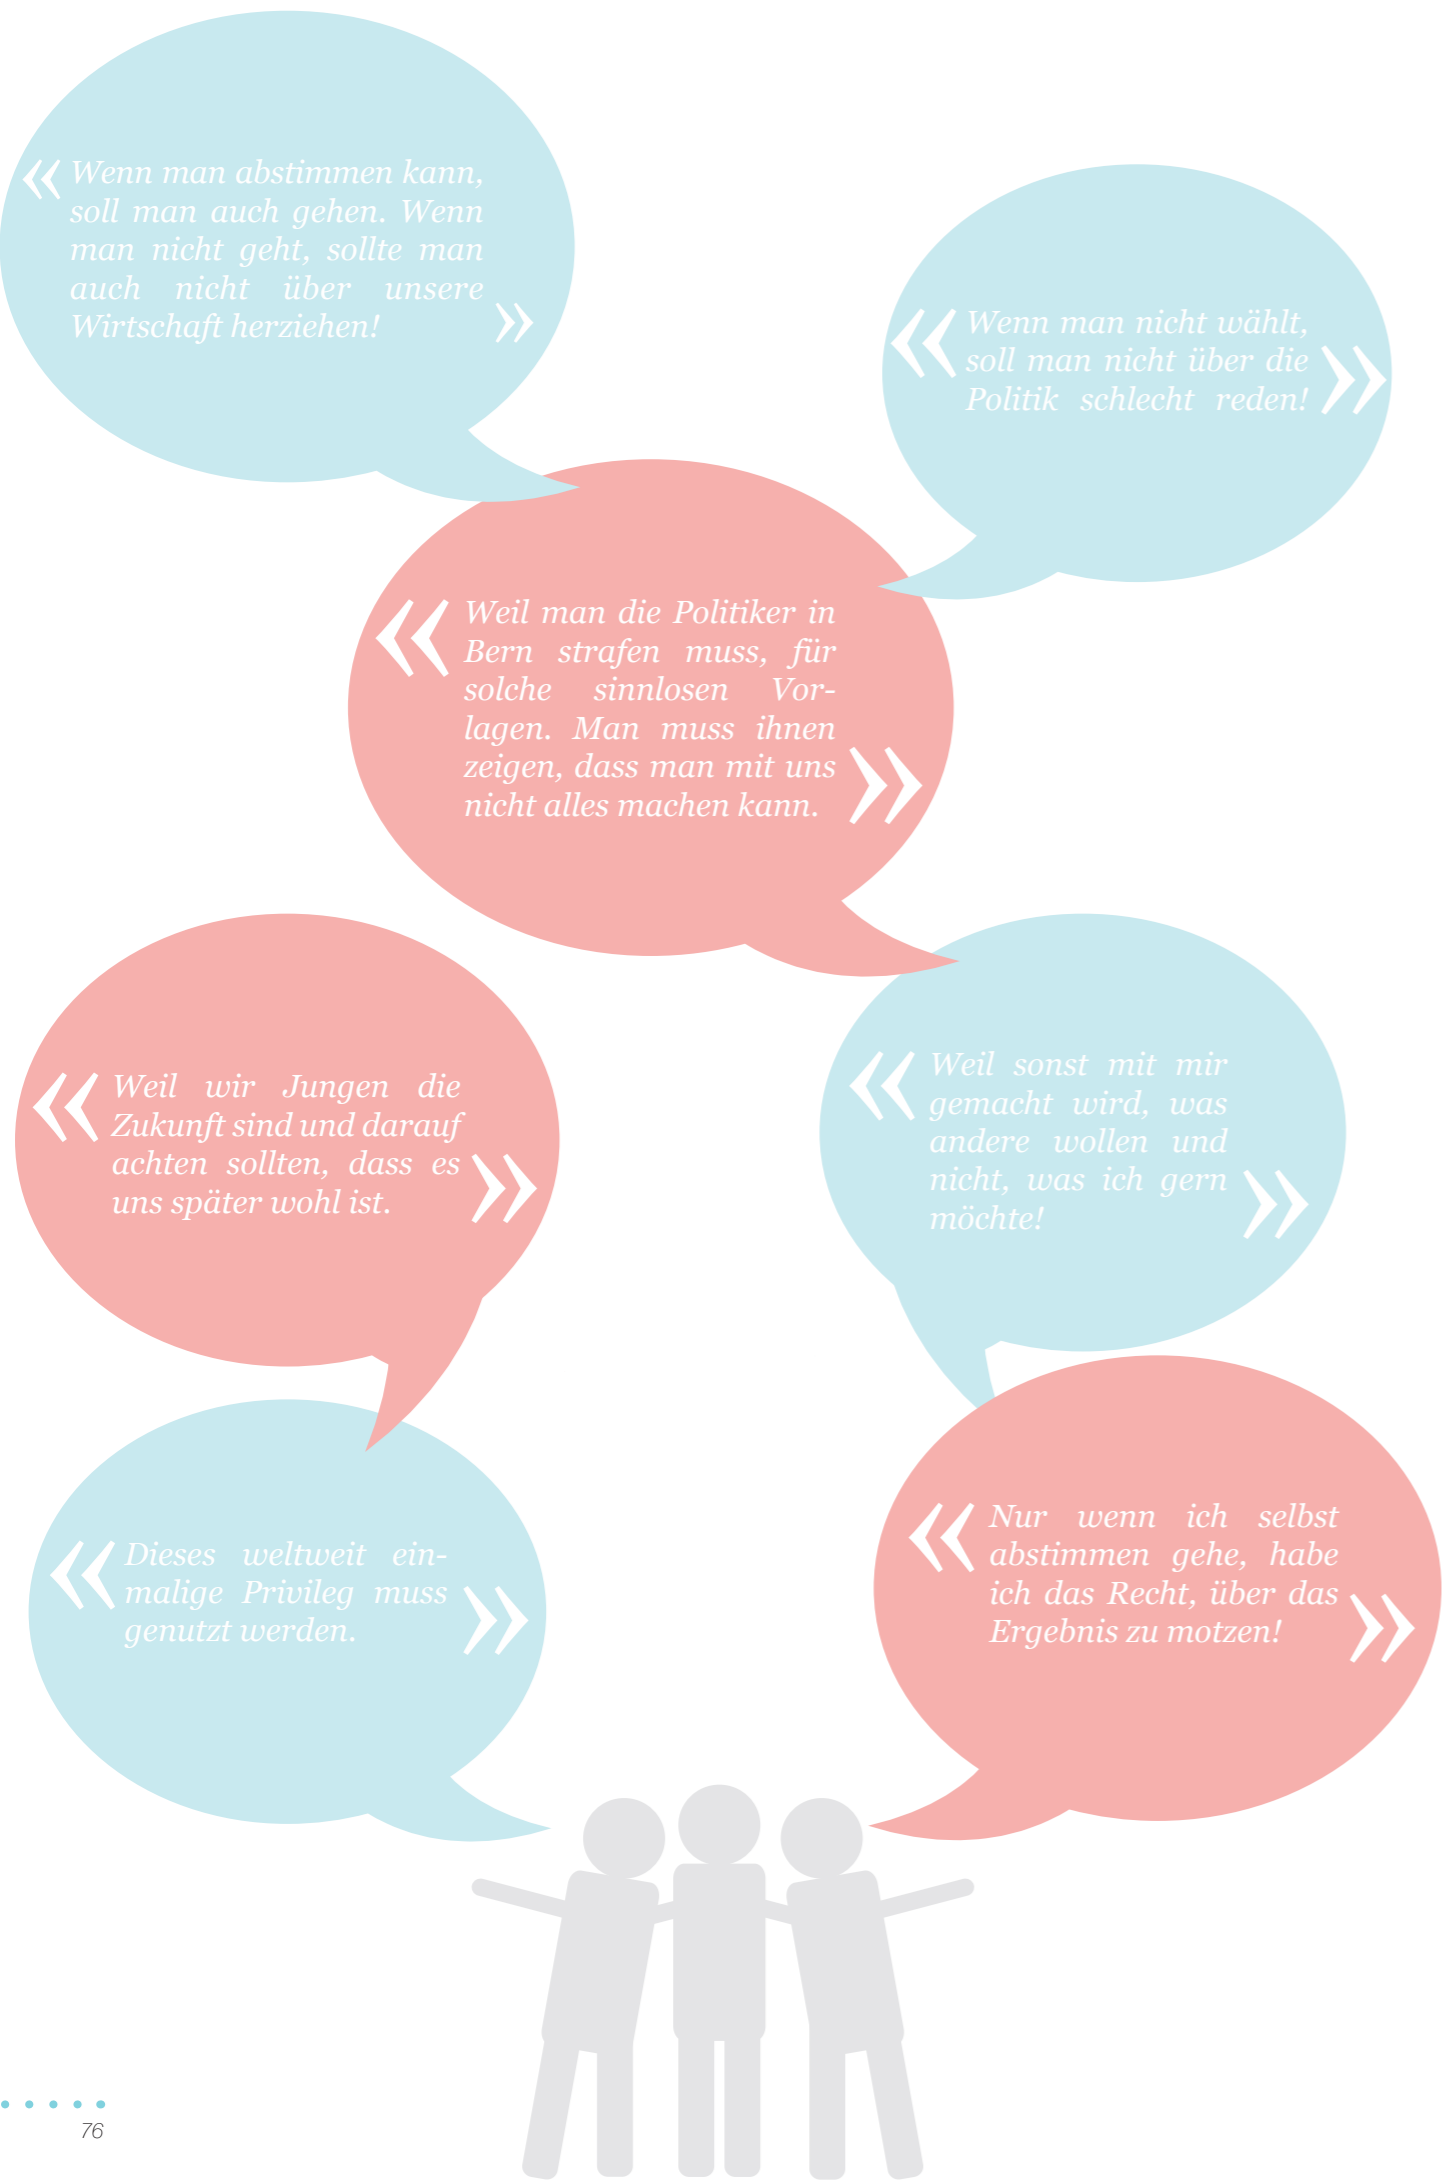 « Wenn man abstimmen kann,
soll man auch gehen. Wenn
man nicht geht, sollte man
auch nicht über unsere
Wirtschaft herziehen! »
« Wenn man nicht wählt,
soll man nicht über die
Politik schlecht reden! »
« Weil man die Politiker in
Bern strafen muss, für
solche sinnlosen Vor-
lagen. Man muss ihnen
zeigen, dass man mit uns
nicht alles machen kann. »
« Weil wir Jungen die
Zukunft sind und darauf
achten sollten, dass es
uns später wohl ist. »
« Weil sonst mit mir
gemacht wird, was
andere wollen und
nicht, was ich gern
möchte! »
« Dieses weltweit ein-
malige Privileg muss
genutzt werden. »
« Nur wenn ich selbst
abstimmen gehe, habe
ich das Recht, über das
Ergebnis zu motzen! »
76